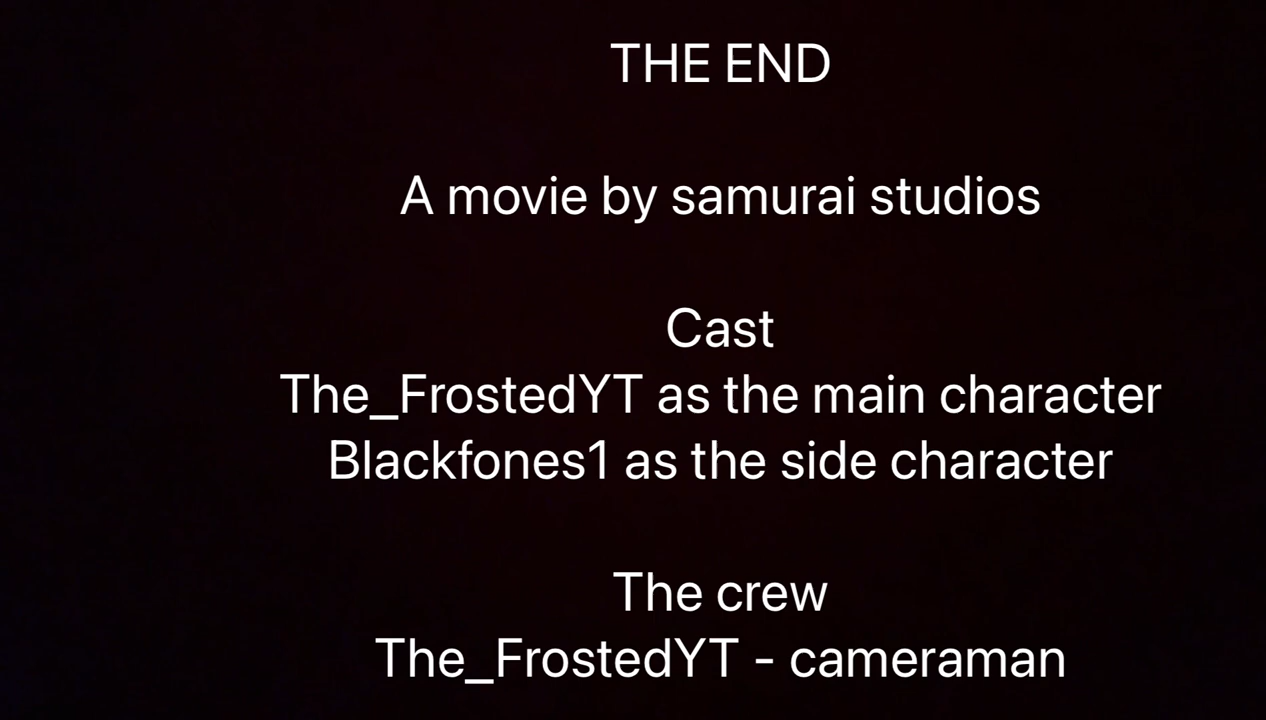 THE END
A movie by samurai studios
Cast
The_FrostedYT as the main character
Blackfones1 as the side character
The crew
The_FrostedYT - cameraman